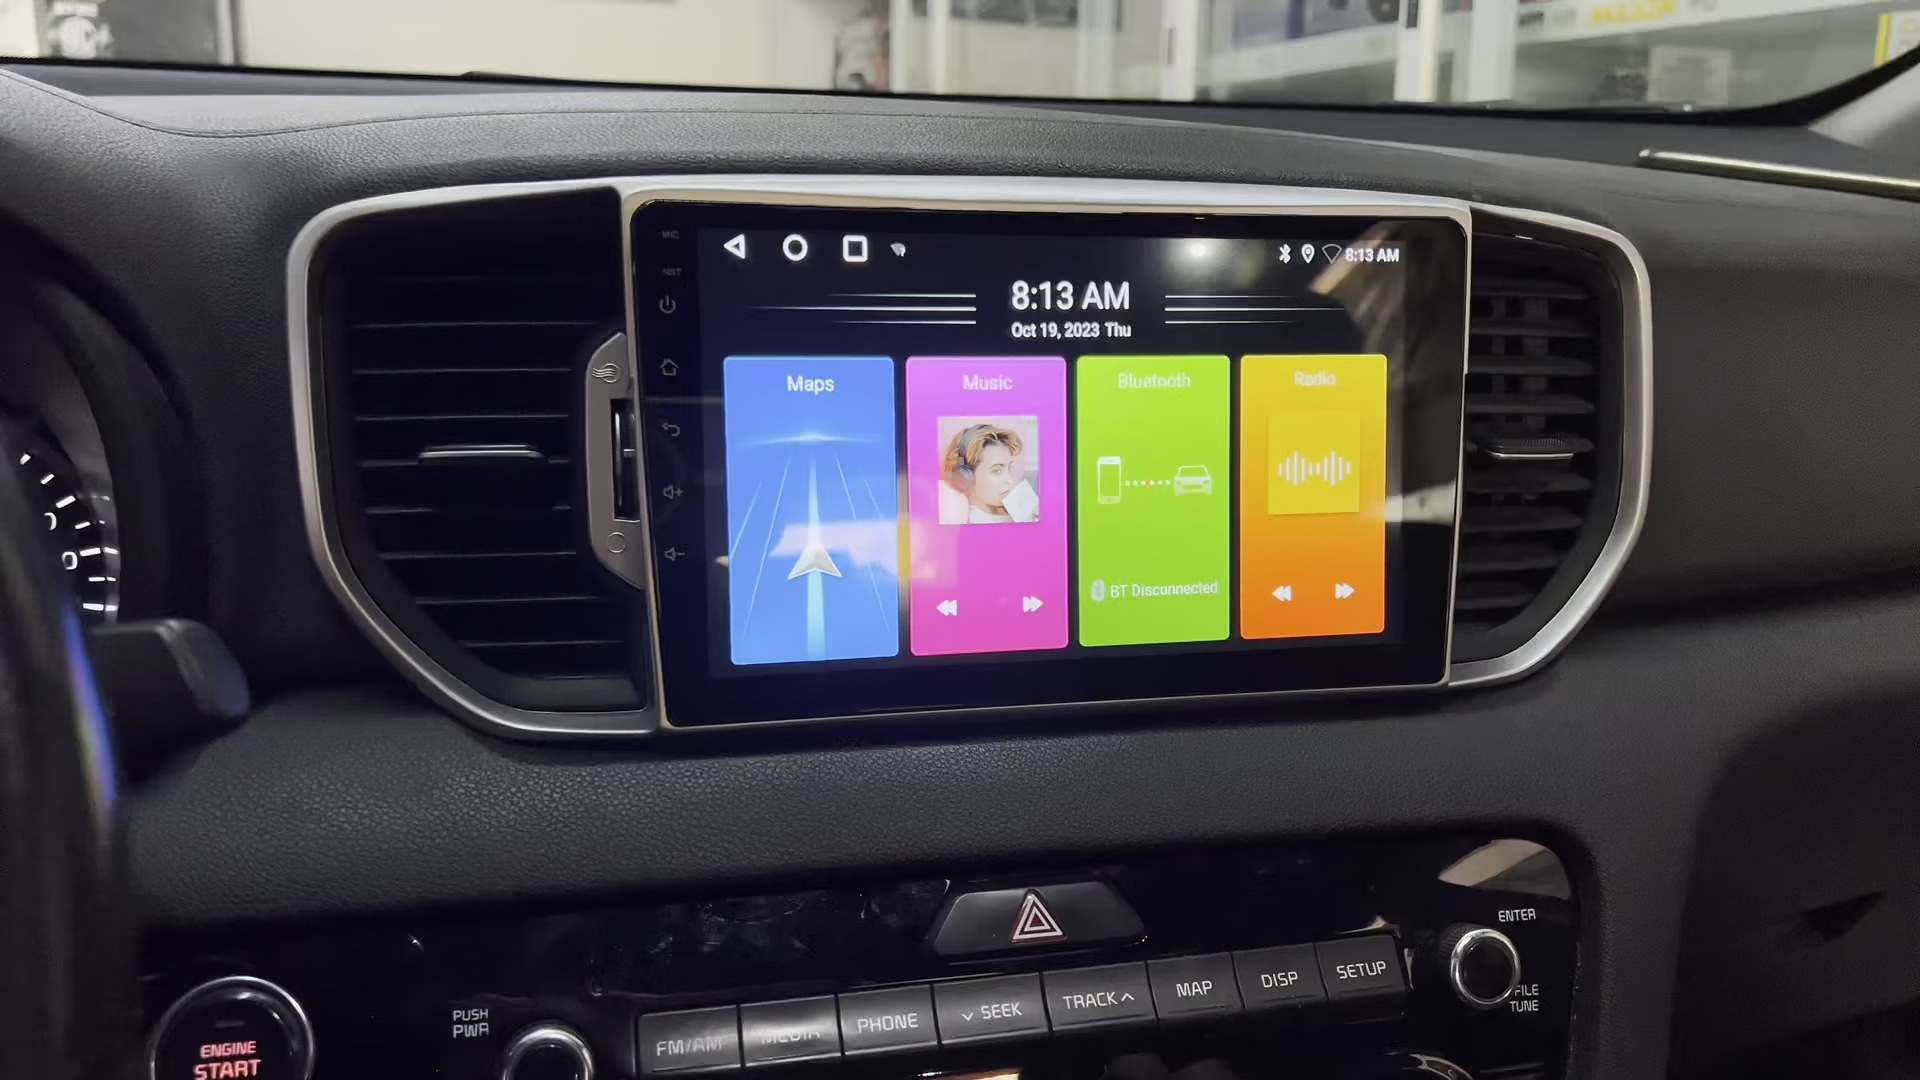 MIC
RST
8:13 AM
8:13 AM
Oct 19, 2023 Thu
Maps
Music
Bluetooth
Radio
BT Disconnected
ENTER
FILE
TUNE
PUSH
PWR
FM/AM
MEDIA
PHONE
SEEK
TRACK
MAP
DISP
SETUP
ENGINE
START